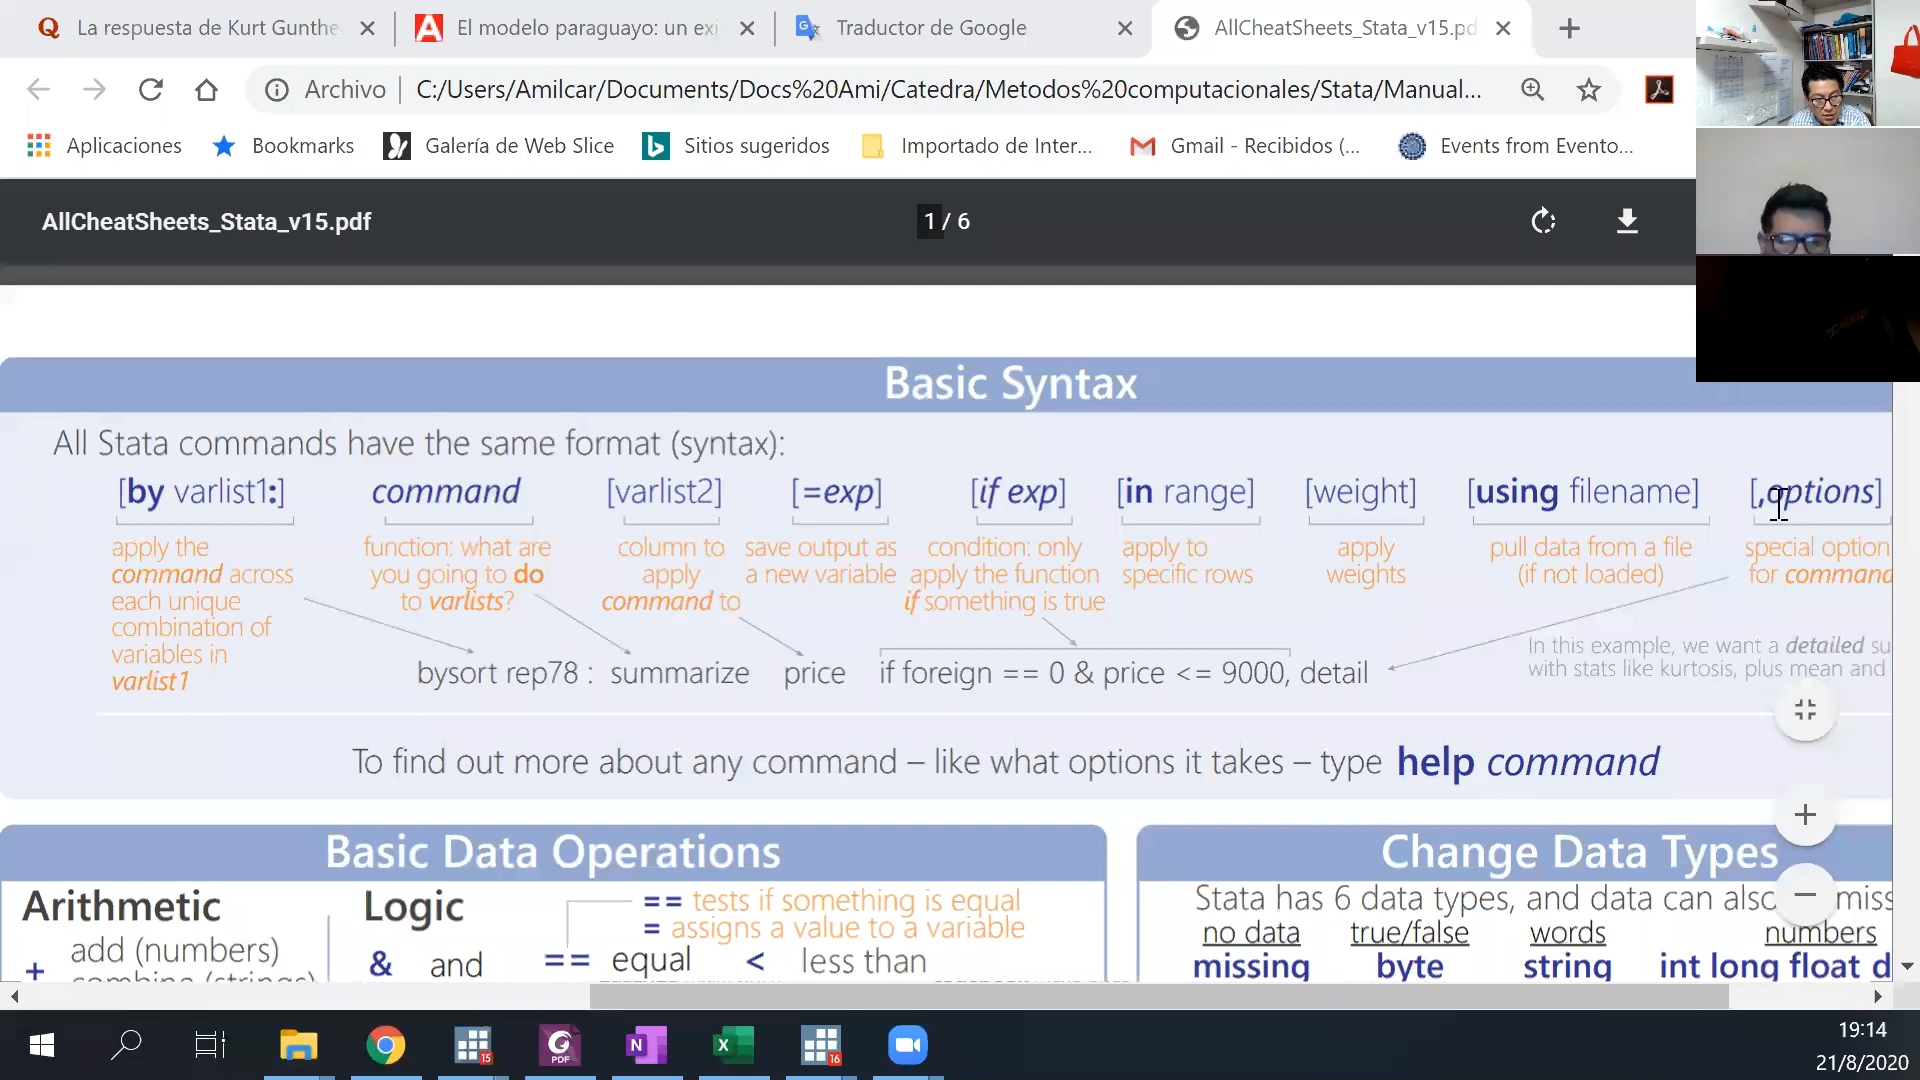 La respuesta de Kurt Gunthe
El modelo paraguayo: un exi
Traductor de Google
AllCheatSheets_Stata_v15.pd
Archivo
C:/Users/Amilcar/Documents/Docs%20Ami/Catedra/Metodos%20computacionales/Stata/Manual...
Aplicaciones
Bookmarks
Galería de Web Slice
Sitios sugeridos
Importado de Inter...
Gmail - Recibidos (...
Events from Evento...
AllCheatSheets_Stata_v15.pdf
1 / 6
Basic Syntax
All Stata commands have the same format (syntax):
[by varlist1:] command [varlist2] [=exp] [if exp] [in range] [weight] [using filename] [,options]
apply the
command across
each unique
combination of
variables in
varlist1
function: what are
you going to do
to varlists?
column to
apply
command to
save output as
a new variable
condition: only
apply the function
if something is true
apply to
specific rows
apply
weights
pull data from a file
(if not loaded)
special option
for command
bysort rep78 : summarize price if foreign == 0 & price <= 9000, detail
In this example, we want a detailed su
with stats like kurtosis, plus mean and
To find out more about any command – like what options it takes – type help command
Basic Data Operations
Arithmetic
add (numbers)
+
combine (strings)
Logic
== tests if something is equal
= assigns a value to a variable
& and
== equal
< less than
Change Data Types
Stata has 6 data types, and data can also miss
no data true/false words numbers
missing byte string int long float d
15
PDF
N
X
16
19:14
21/8/2020